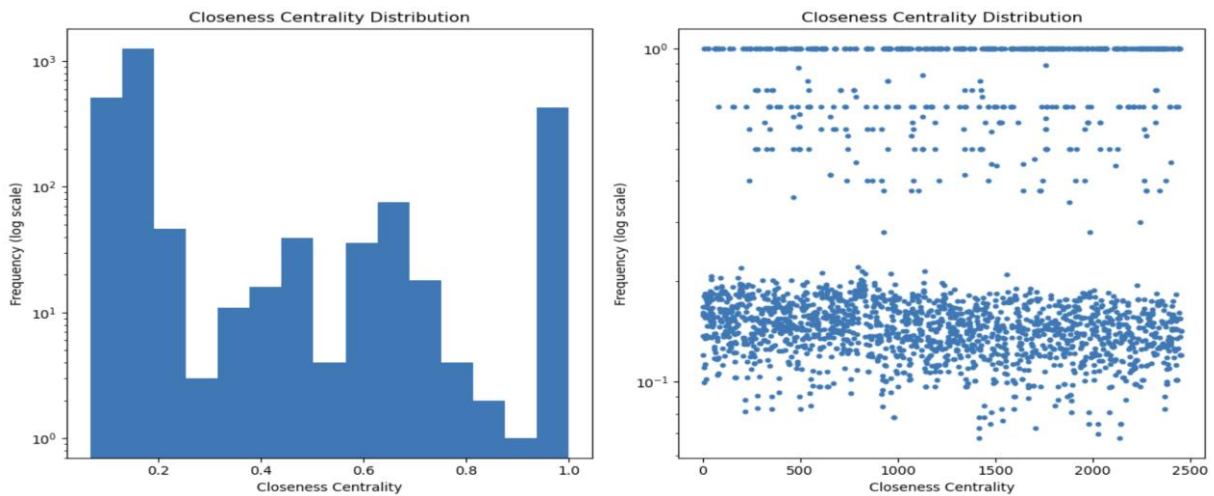 Closeness Centrality Distribution
10³
10²
10¹
10⁰
Frequency (log scale)
0.2 0.4 0.6 0.8 1.0
Closeness Centrality
Closeness Centrality Distribution
10⁰
10⁻¹
Frequency (log scale)
0 500 1000 1500 2000 2500
Closeness Centrality